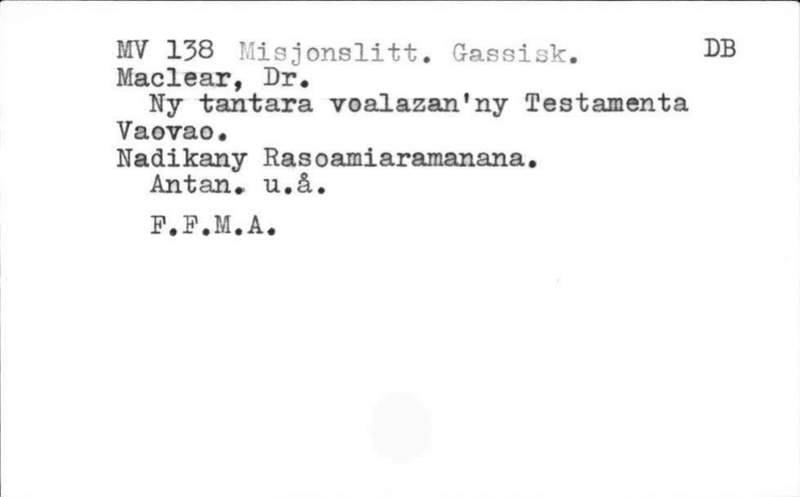 MV 138 Misjonslitt. Gassisk. DB
Maclear, Dr.
Ny tantara voalazan'ny Testamenta
Vaovao.
Nadikany Rasoamiaramanana.
Antan. u.å.
F.F.M.A.